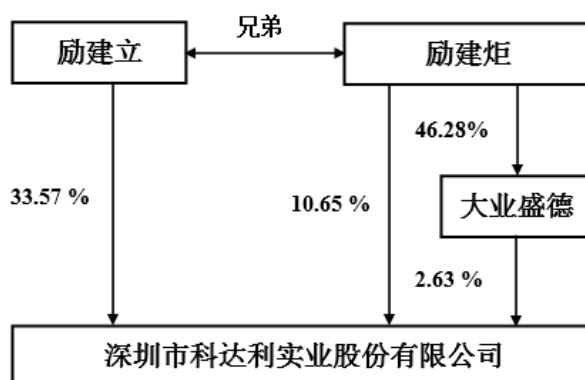 兄弟
励建立
励建炬
46.28%
33.57 %
10.65 %
大业盛德
2.63 %
深圳市科达利实业股份有限公司